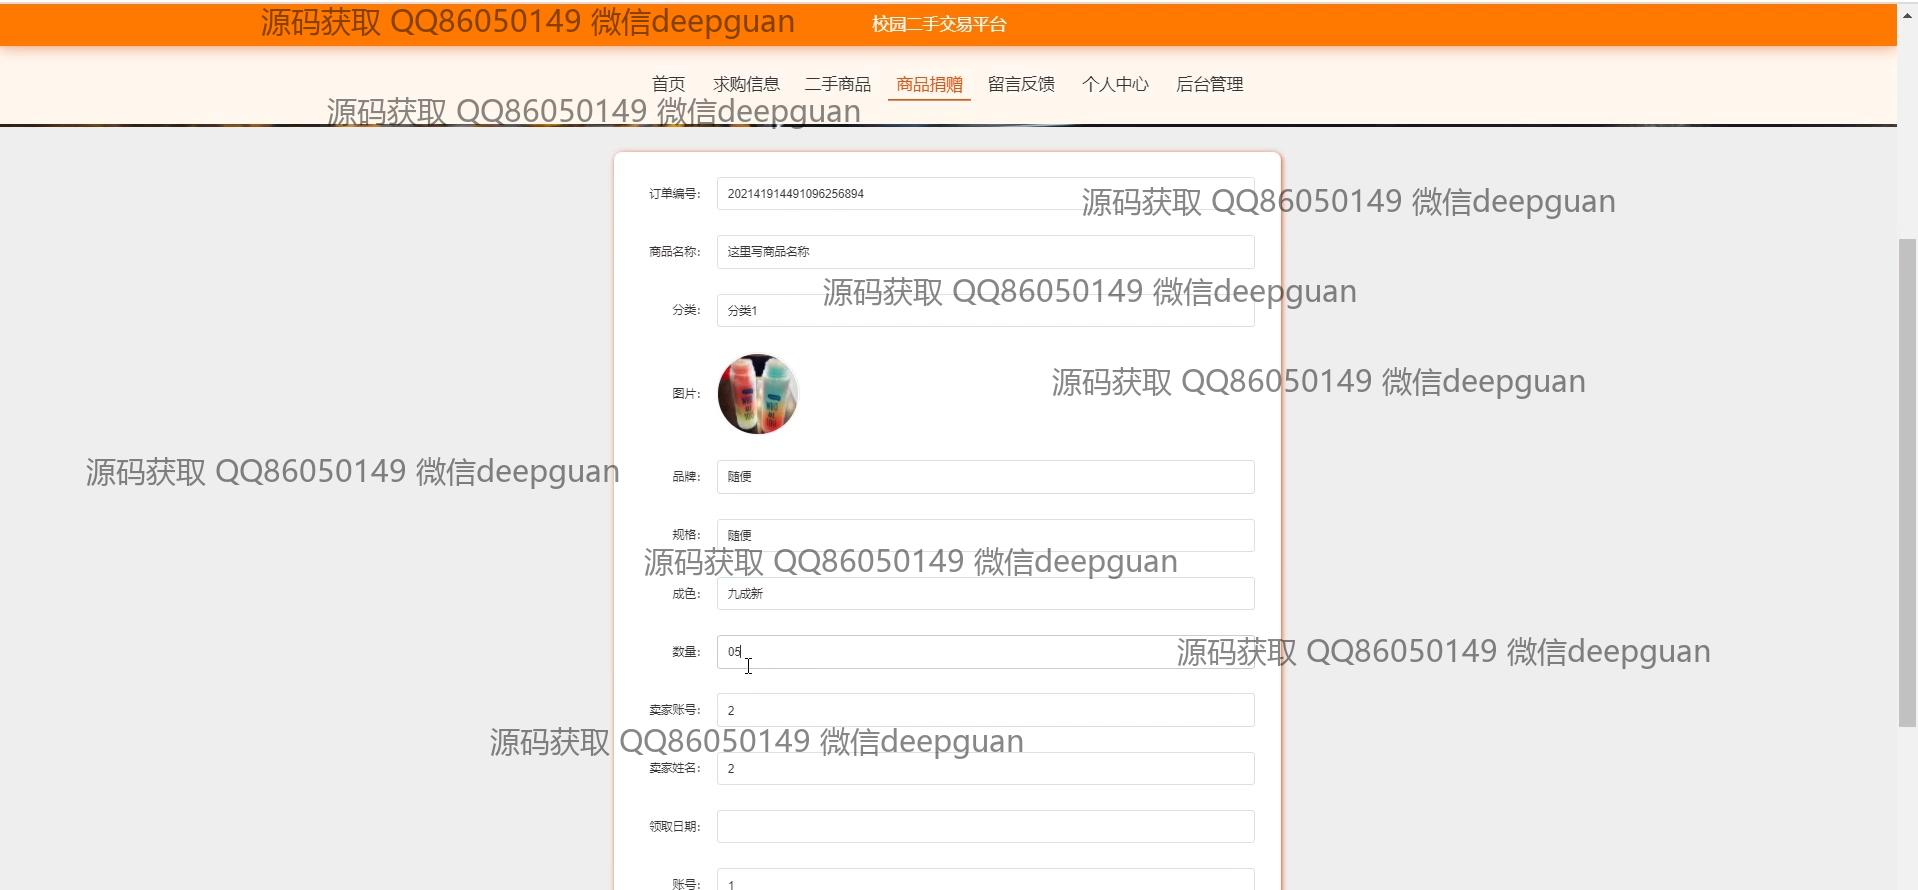 源码获取 QQ86050149 微信deepguan
校园二手交易平台
首页 求购信息 二手商品 商品捐赠 留言反馈 个人中心 后台管理
源码获取 QQ86050149 微信deepguan
订单编号: 202141914491096256894
源码获取 QQ86050149 微信deepguan
商品名称: 这里写商品名称
源码获取 QQ86050149 微信deepguan
分类: 分类1
源码获取 QQ86050149 微信deepguan
图片:
源码获取 QQ86050149 微信deepguan
品牌: 随便
规格: 随便
源码获取 QQ86050149 微信deepguan
成色: 九成新
数量: 05
源码获取 QQ86050149 微信deepguan
卖家账号: 2
源码获取 QQ86050149 微信deepguan
卖家姓名: 2
领取日期:
账号: 1